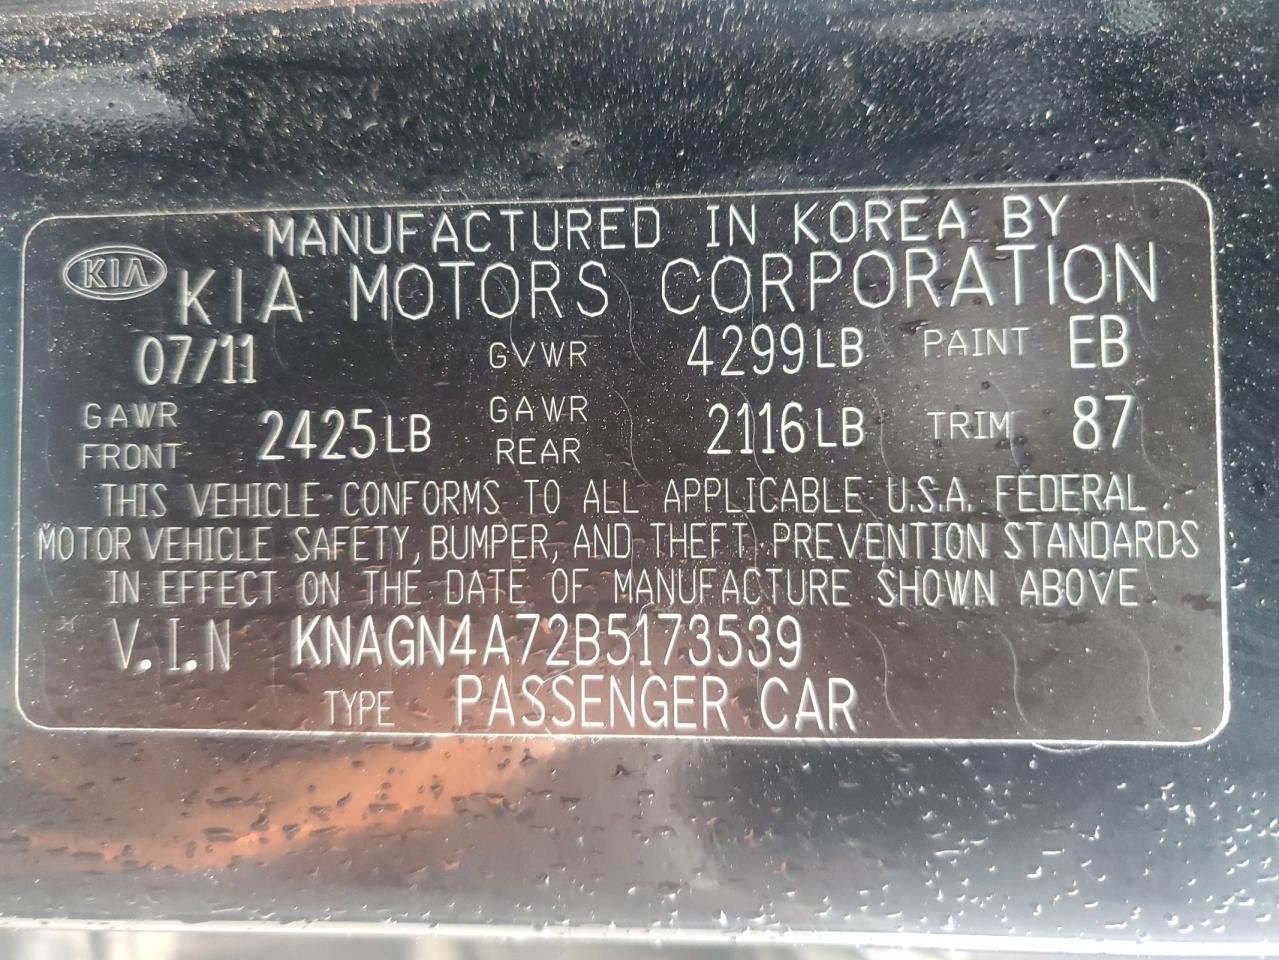 MANUFACTURED IN KOREA BY
KIA
KIA MOTORS CORPORATION
07/11 GVWR 4299LB PAINT EB
GAWR FRONT 2425LB GAWR REAR 2116LB TRIM 87
THIS VEHICLE CONFORMS TO ALL APPLICABLE U.S.A. FEDERAL
MOTOR VEHICLE SAFETY, BUMPER, AND THEFT PREVENTION STANDARDS
IN EFFECT ON THE DATE OF MANUFACTURE SHOWN ABOVE.
V.I.N KNAGN4A72B5173539
TYPE PASSENGER CAR